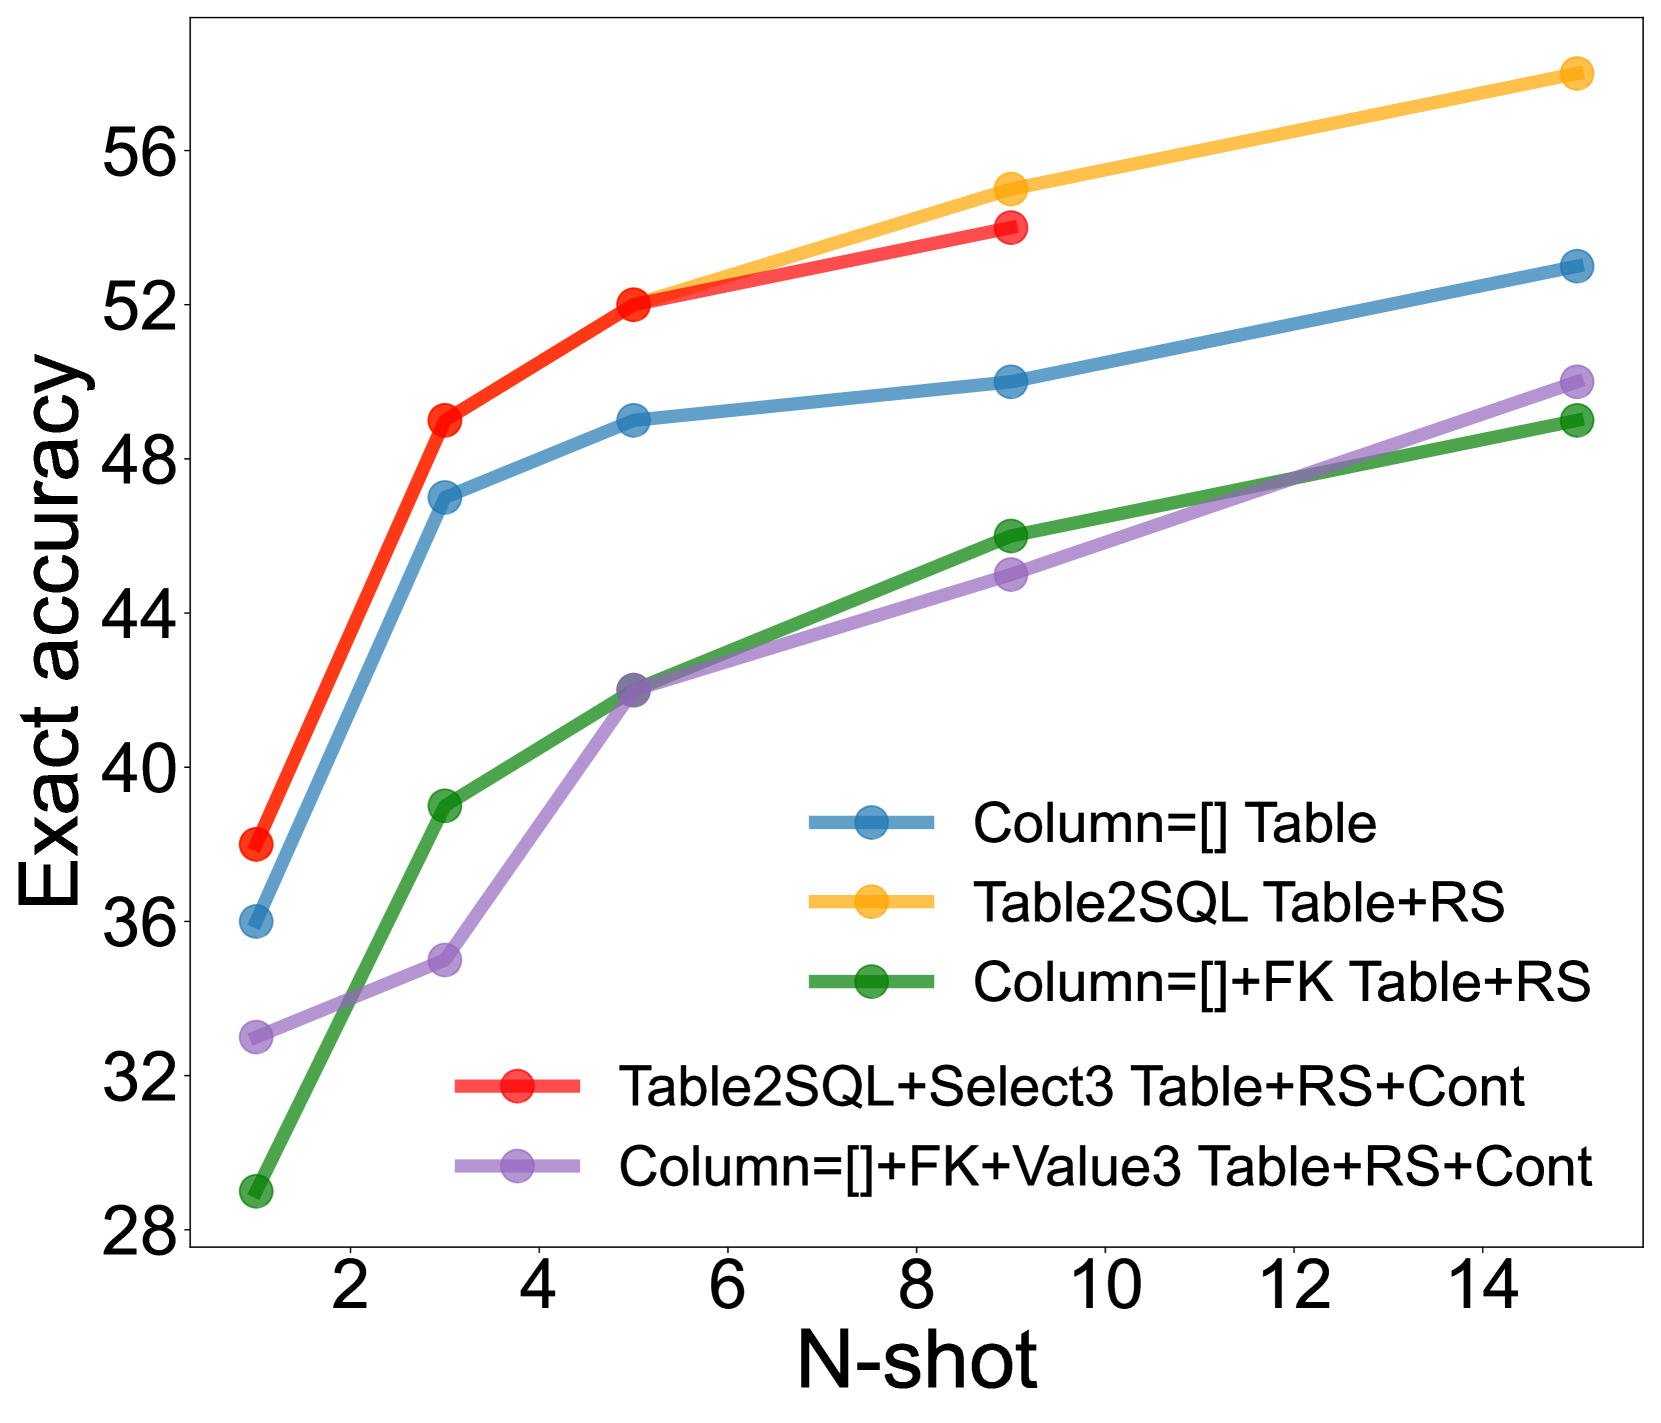 Exact accuracy
56
52
48
44
40
36
32
28
Column=[] Table
Table2SQL Table+RS
Column=[]+FK Table+RS
Table2SQL+Select3 Table+RS+Cont
Column=[]+FK+Value3 Table+RS+Cont
2 4 6 8 10 12 14
N-shot